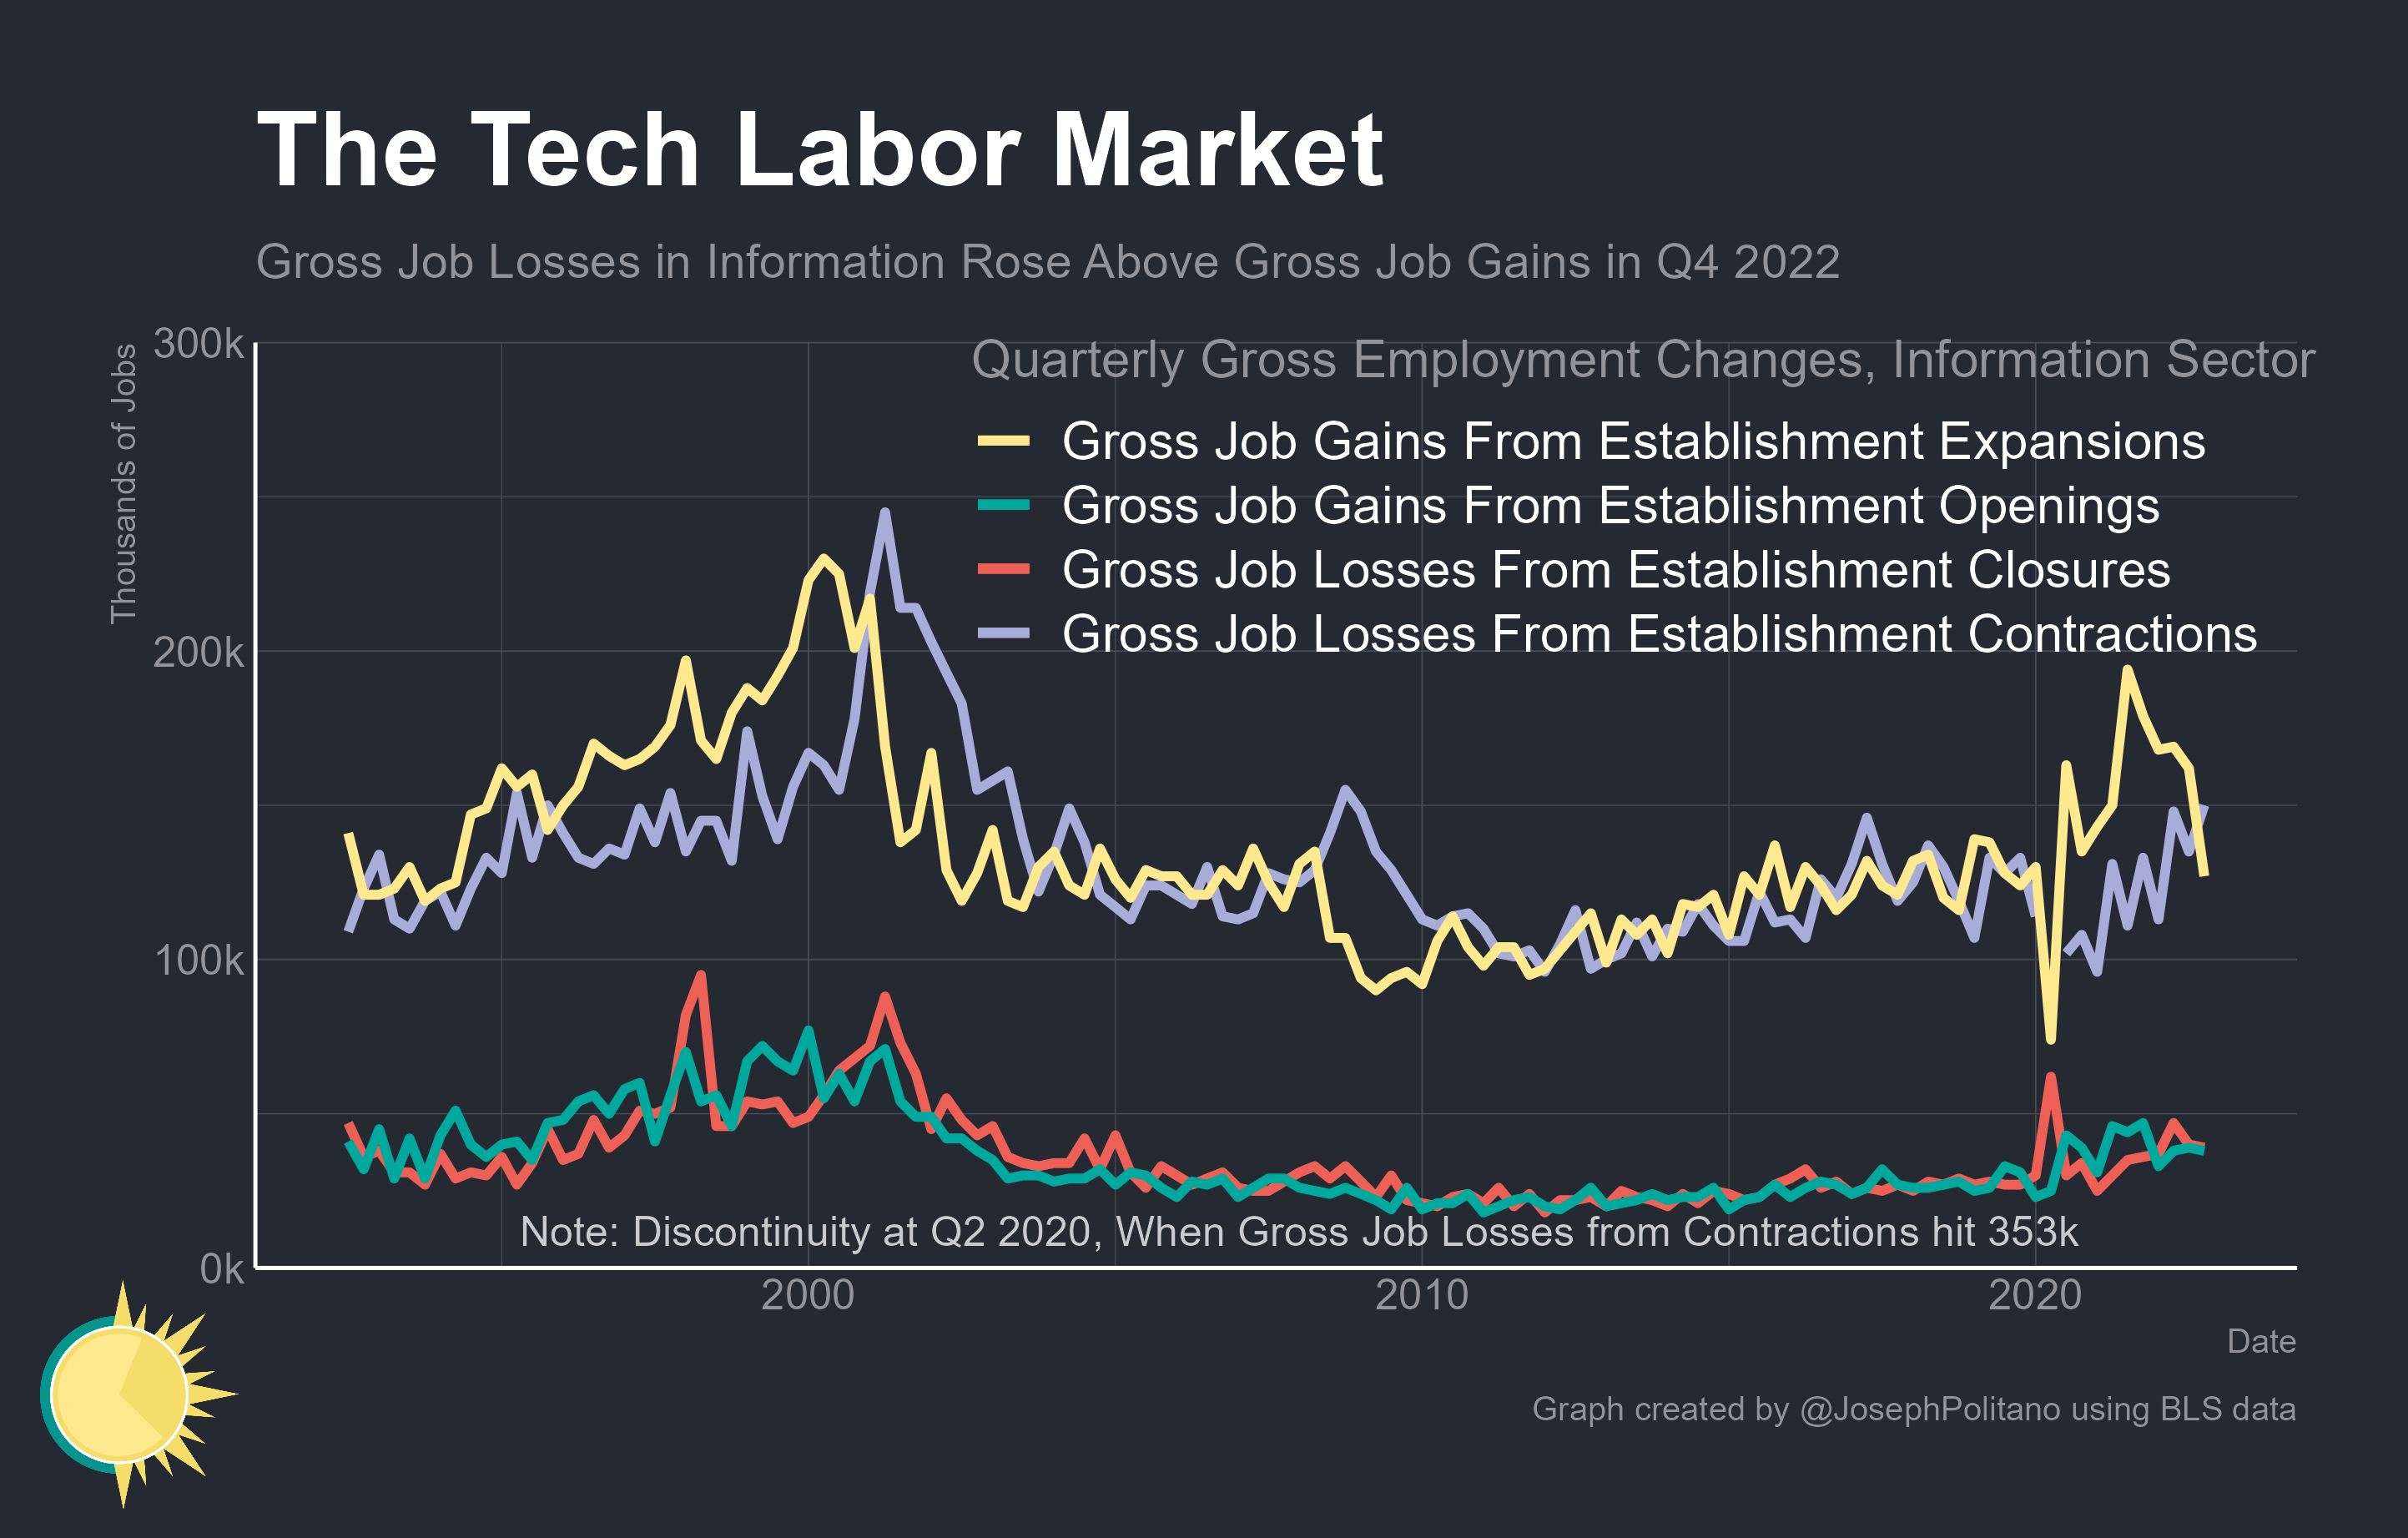 The Tech Labor Market
Gross Job Losses in Information Rose Above Gross Job Gains in Q4 2022
Thousands of Jobs
300k
200k
100k
0k
Quarterly Gross Employment Changes, Information Sector
Gross Job Gains From Establishment Expansions
Gross Job Gains From Establishment Openings
Gross Job Losses From Establishment Closures
Gross Job Losses From Establishment Contractions
Note: Discontinuity at Q2 2020, When Gross Job Losses from Contractions hit 353k
2000 2010 2020
Date
Graph created by @JosephPolitano using BLS data